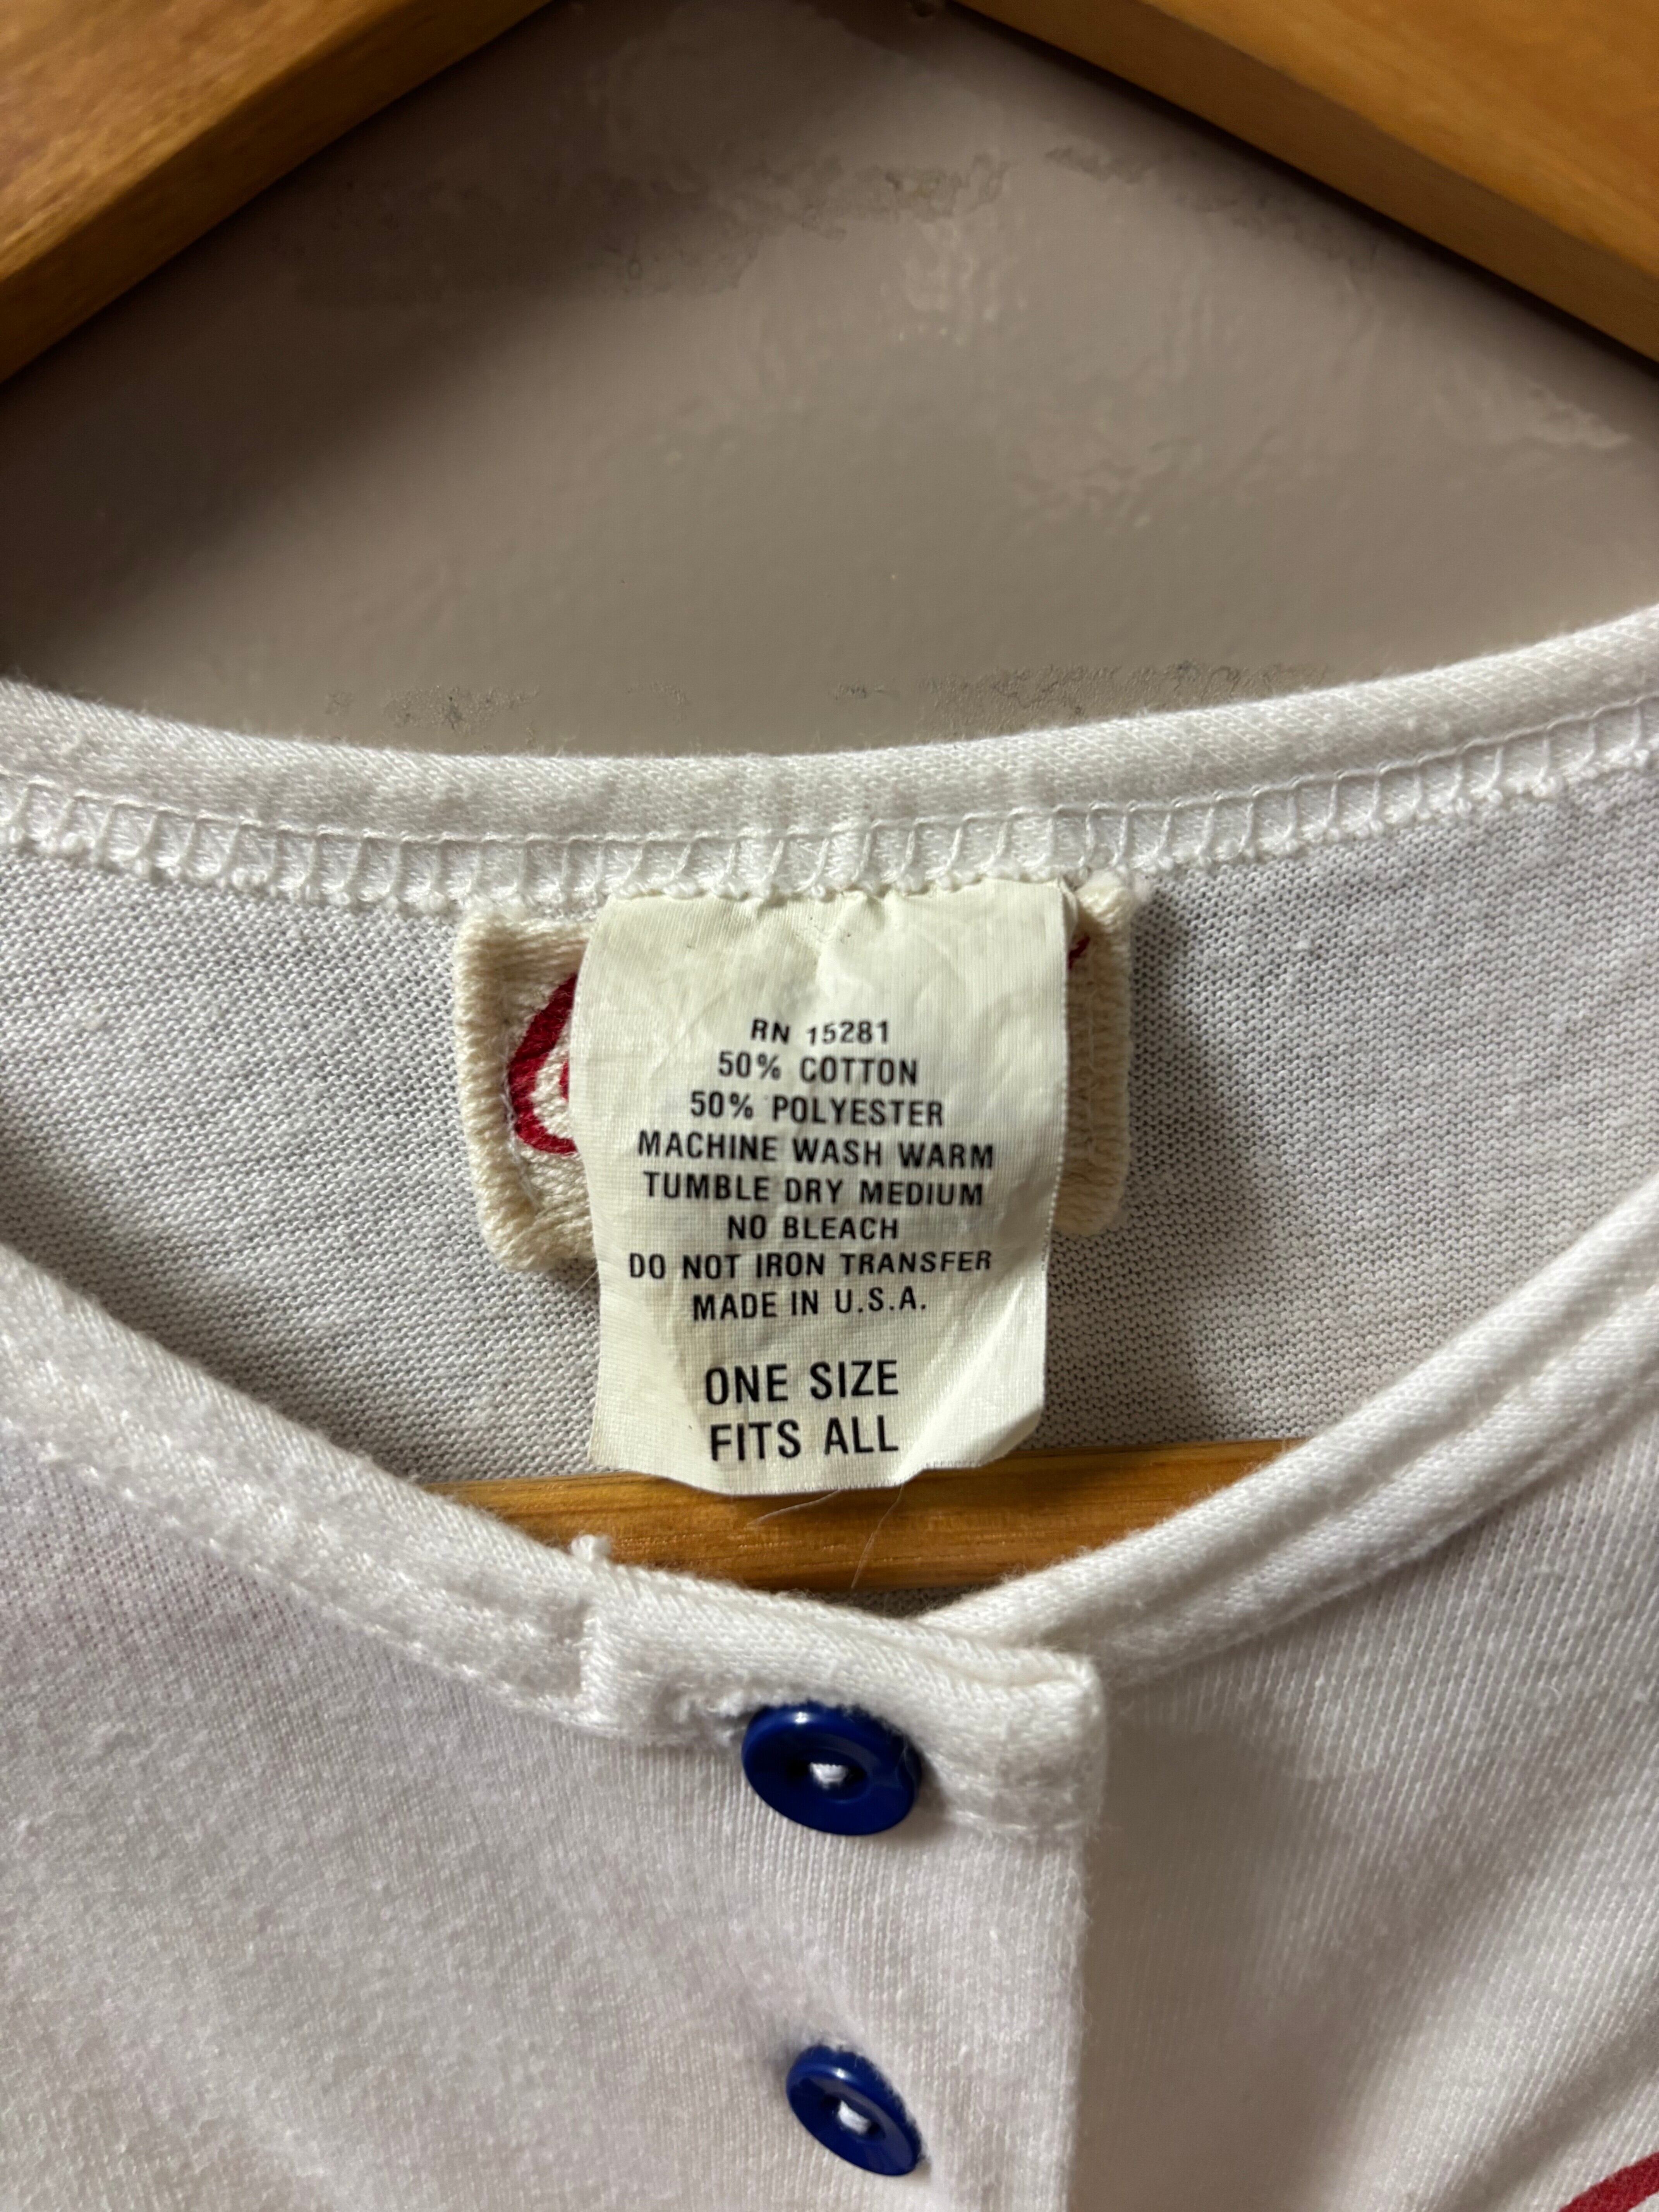 RN 15281
50% COTTON
50% POLYESTER
MACHINE WASH WARM
TUMBLE DRY MEDIUM
NO BLEACH
DO NOT IRON TRANSFER
MADE IN U.S.A.
ONE SIZE
FITS ALL